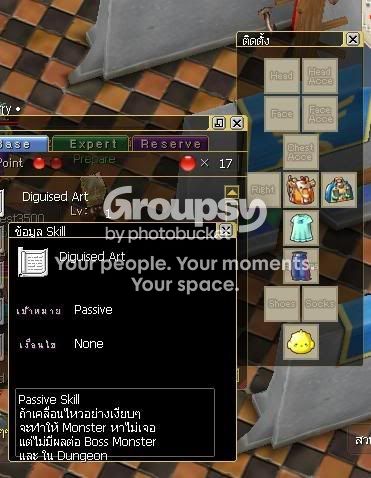 ติดตั้ง
Head
Head Acce
Face
Face Acce
Chest Acce
Right
Shoes
Socks
Base
Expert
Reserve
Point
Prepare
× 17
Diguised Art
Lv: 1
Groupsy
by photobucket
Your people. Your moments.
Your space.
ข้อมูล Skill
Diguised Art
เป้าหมาย Passive
เงื่อนไข None
Passive Skill
ถ้าเคลื่อนไหวอย่างเงียบๆ
จะทำให้ Monster หาไม่เจอ
แต่ไม่มีผลต่อ Boss Monster
และ ใน Dungeon